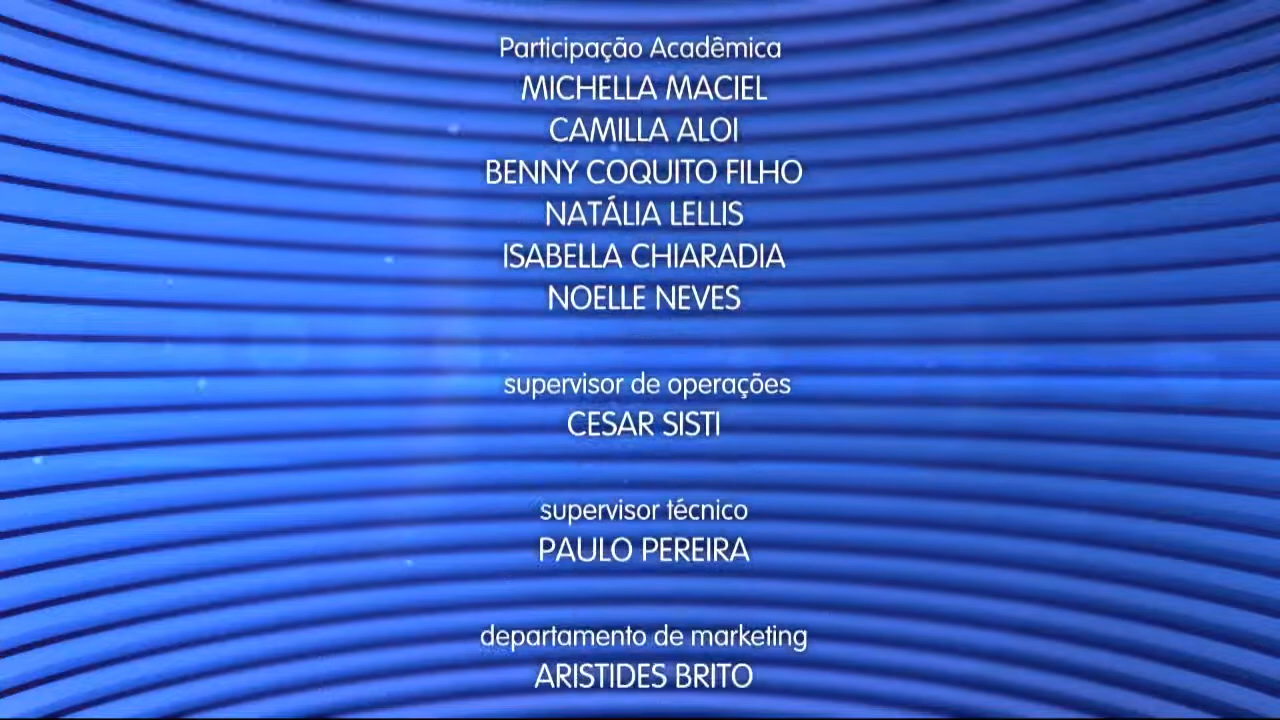 Participação Acadêmica
MICHELLA MACIEL
CAMILLA ALOI
BENNY COQUITO FILHO
NATÁLIA LELLIS
ISABELLA CHIARADIA
NOELLE NEVES
supervisor de operações
CESAR SISTI
supervisor técnico
PAULO PEREIRA
departamento de marketing
ARISTIDES BRITO